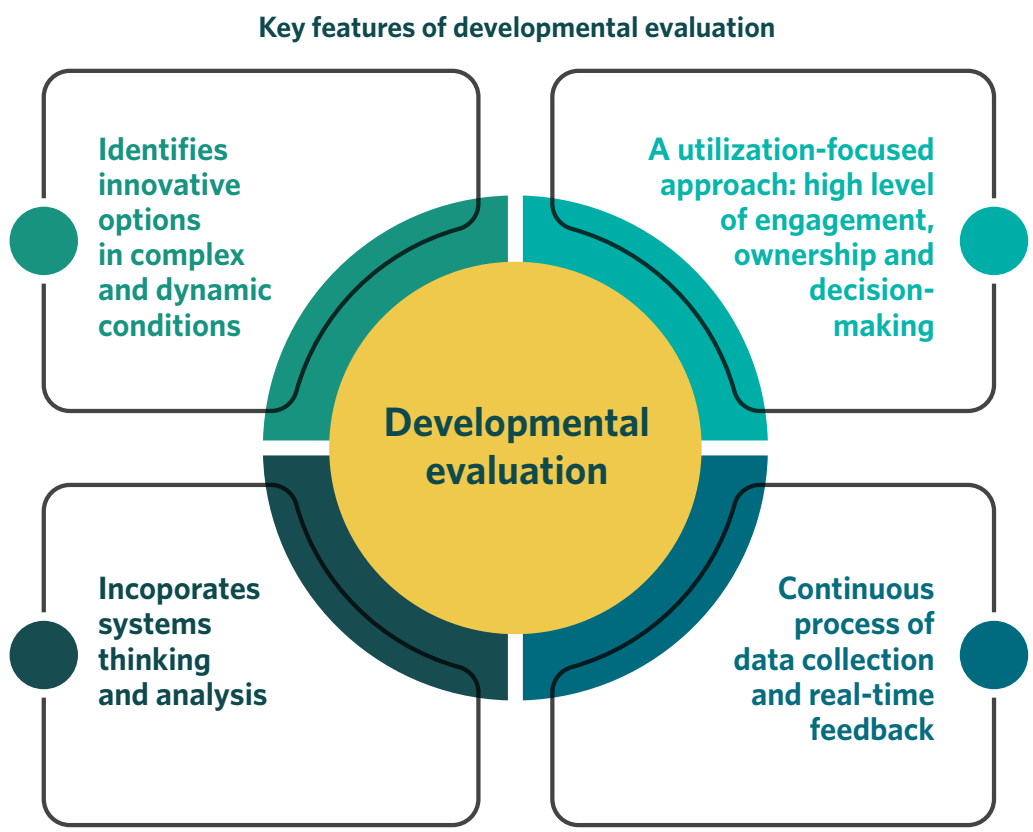 Key features of developmental evaluation
Identifies
innovative
options
in complex
and dynamic
conditions
A utilization-focused
approach: high level
of engagement,
ownership and
decision-
making
Developmental
evaluation
Incoporates
systems
thinking
and analysis
Continuous
process of
data collection
and real-time
feedback